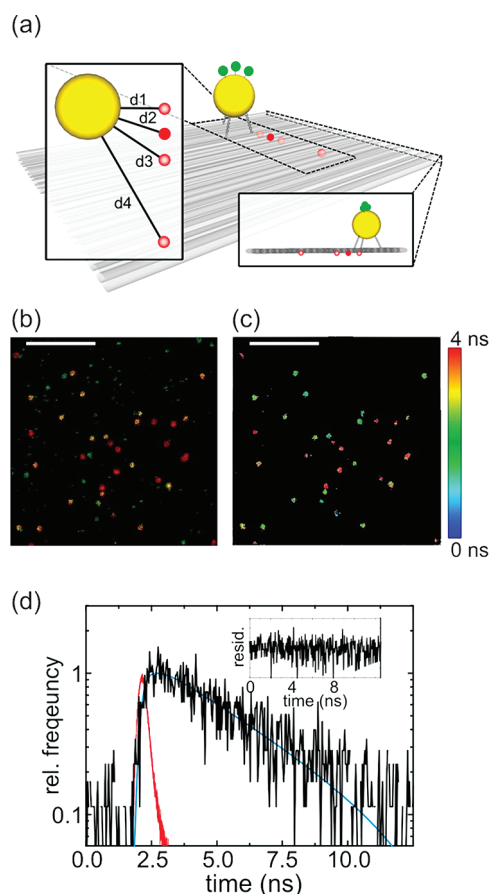 (a)
d1
d2
d3
d4
(b)
(c)
4 ns
0 ns
(d)
rel. freqeuncy
1
0.1
resid.
0 4 8
time (ns)
0.0 2.5 5.0 7.5 10.0
time (ns)